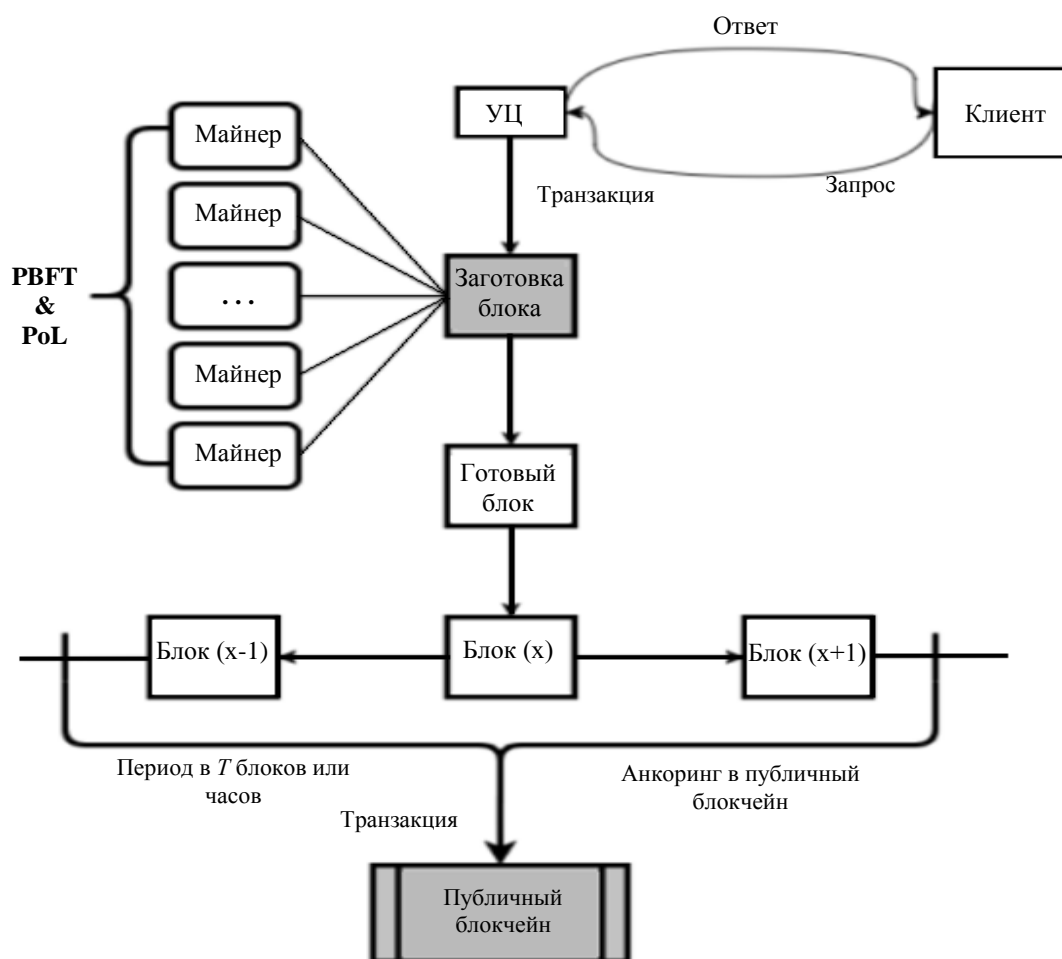 Ответ
УЦ
Клиент
Запрос
Транзакция
Майнер
Майнер
...
Майнер
Майнер
PBFT
&
PoL
Заготовка
блока
Готовый
блок
Блок (x-1)
Блок (x)
Блок (x+1)
Период в T блоков или
часов
Анкоринг в публичный
блокчейн
Транзакция
Публичный
блокчейн